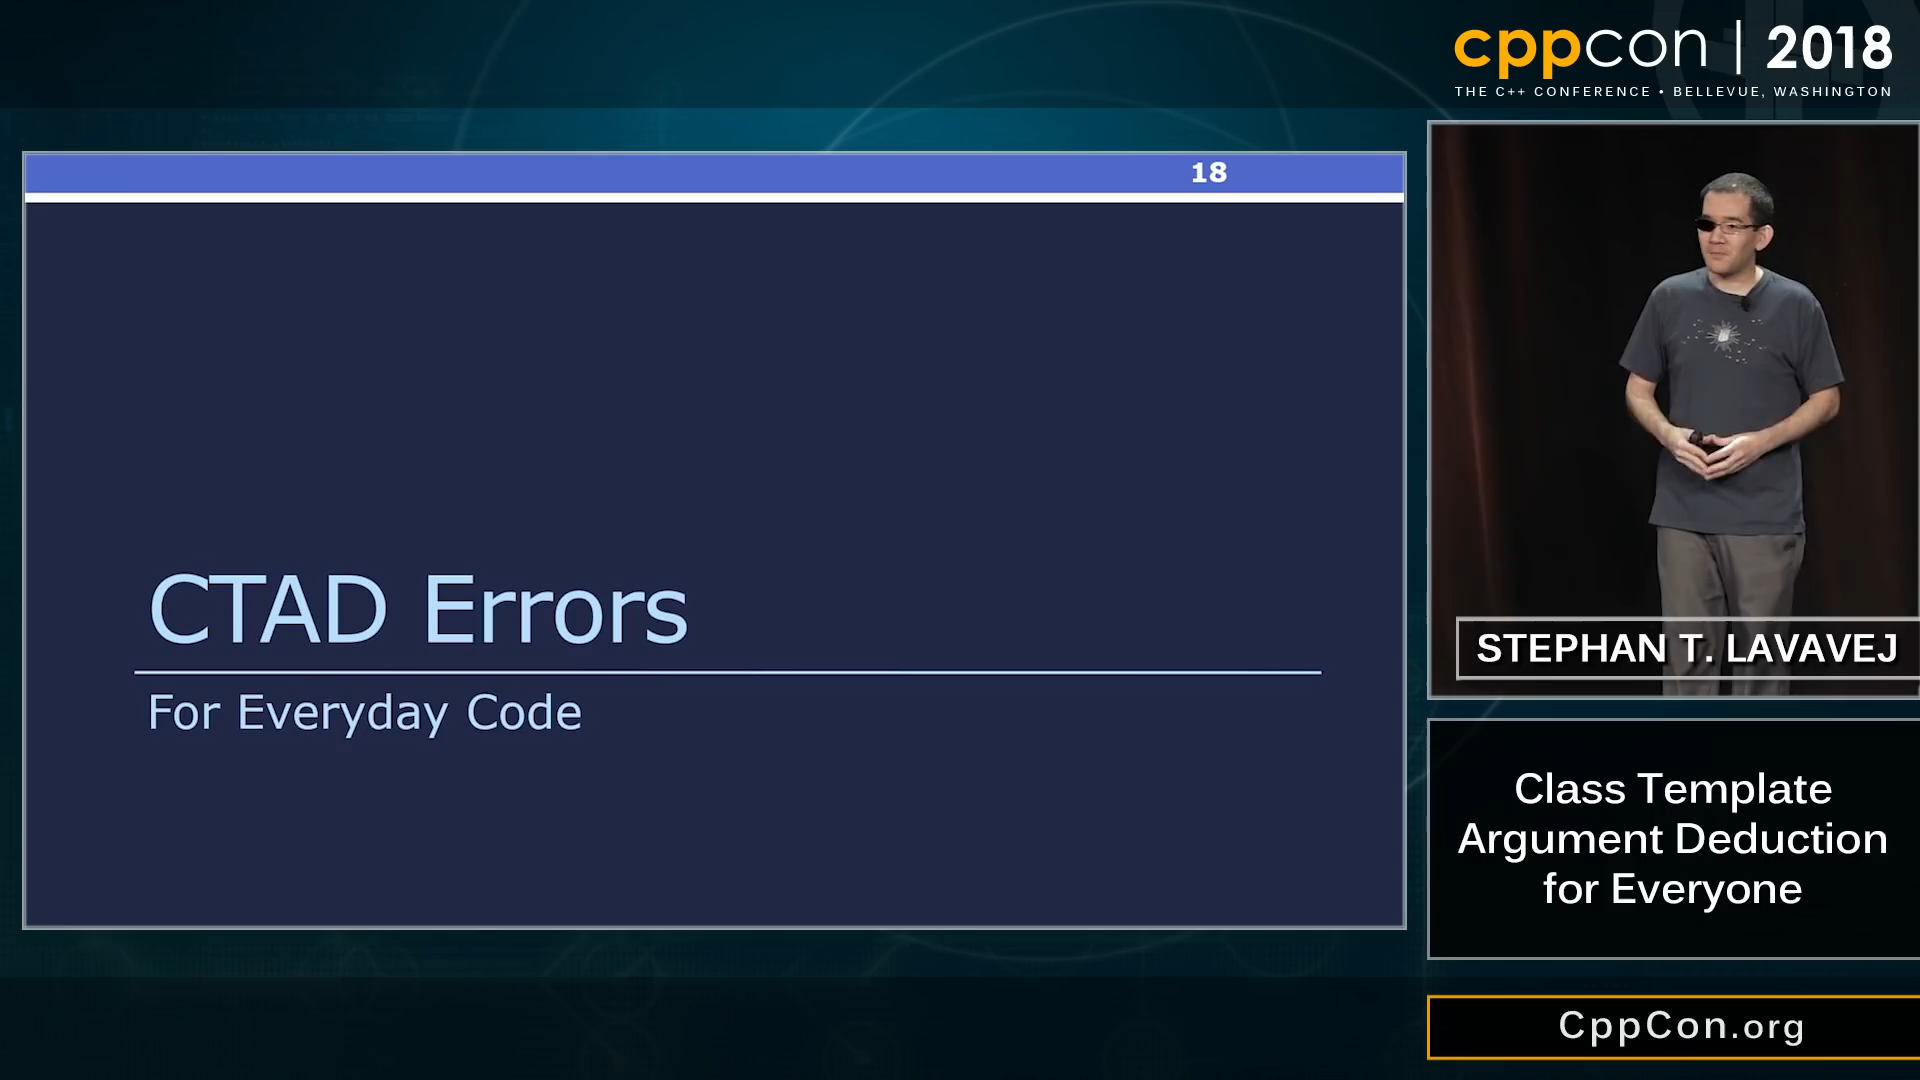 cppcon | 2018
THE C++ CONFERENCE • BELLEVUE, WASHINGTON
18
CTAD Errors
For Everyday Code
STEPHAN T. LAVAVEJ
Class Template
Argument Deduction
for Everyone
CppCon.org